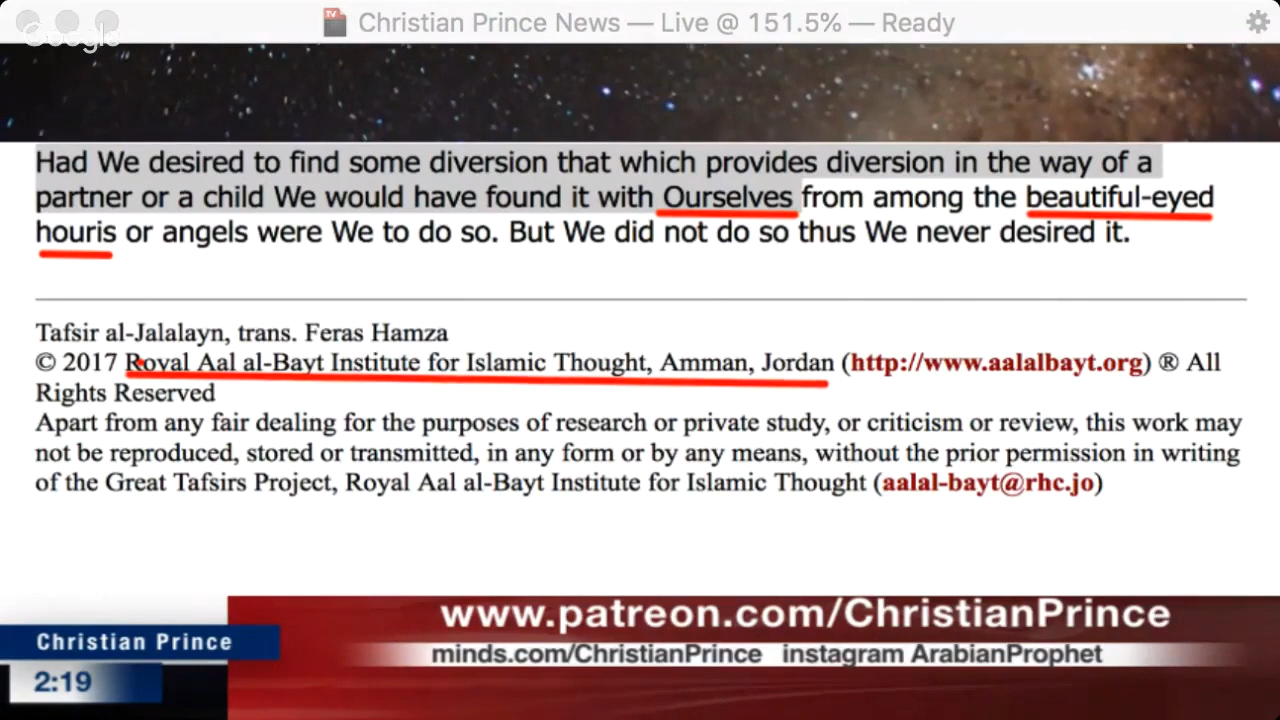 Christian Prince News — Live @ 151.5% — Ready
Google
Had We desired to find some diversion that which provides diversion in the way of a
partner or a child We would have found it with Ourselves from among the beautiful-eyed
houris or angels were We to do so. But We did not do so thus We never desired it.
Tafsir al-Jalalayn, trans. Feras Hamza
© 2017 Royal Aal al-Bayt Institute for Islamic Thought, Amman, Jordan (http://www.aalalbayt.org) ® All
Rights Reserved
Apart from any fair dealing for the purposes of research or private study, or criticism or review, this work may
not be reproduced, stored or transmitted, in any form or by any means, without the prior permission in writing
of the Great Tafsirs Project, Royal Aal al-Bayt Institute for Islamic Thought (aalal-bayt@rhc.jo)
www.patreon.com/ChristianPrince
Christian Prince
minds.com/ChristianPrince instagram ArabianProphet
2:19